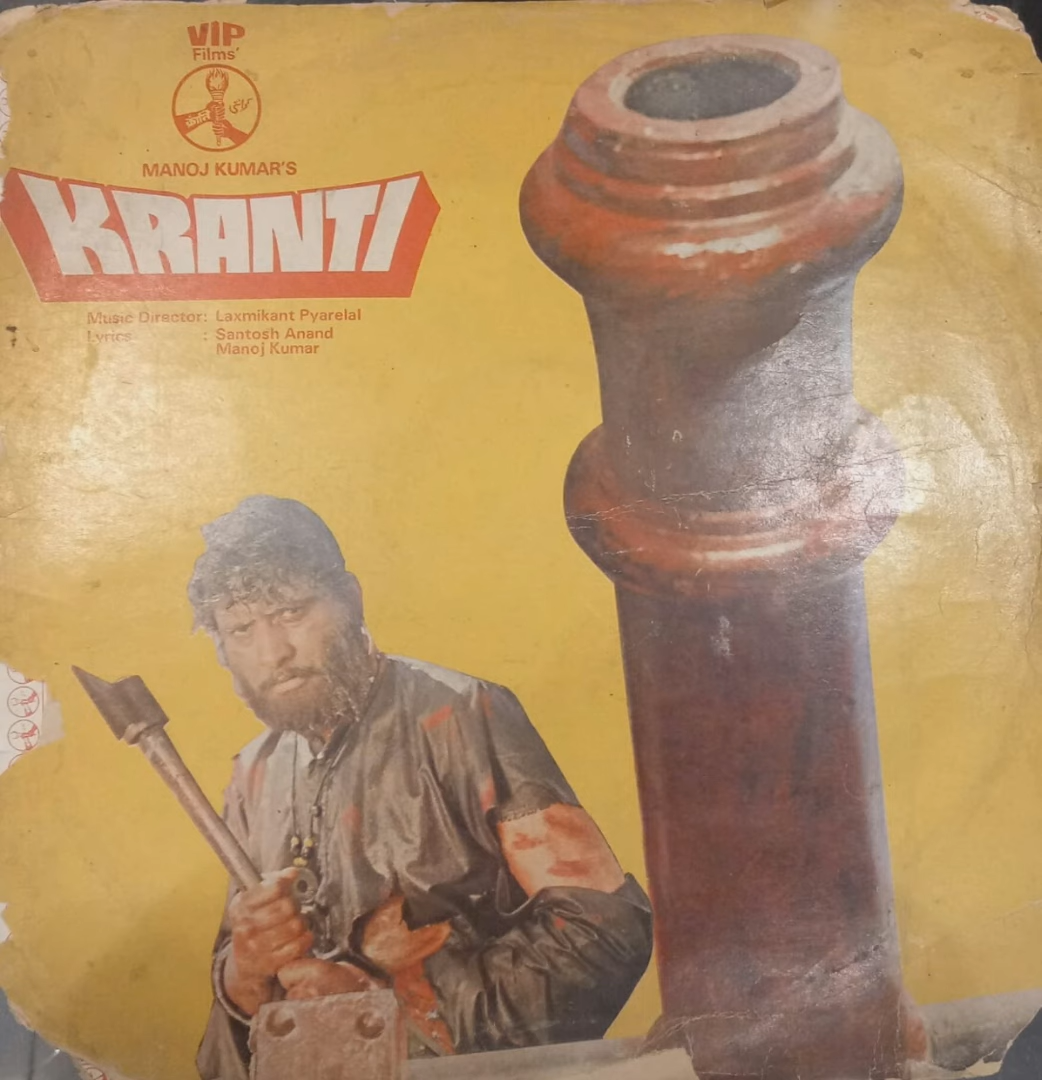 VIP
Films'
क्रान्ति
MANOJ KUMAR'S
KRANTI
Music Director: Laxmikant Pyarelal
Lyrics : Santosh Anand
Manoj Kumar